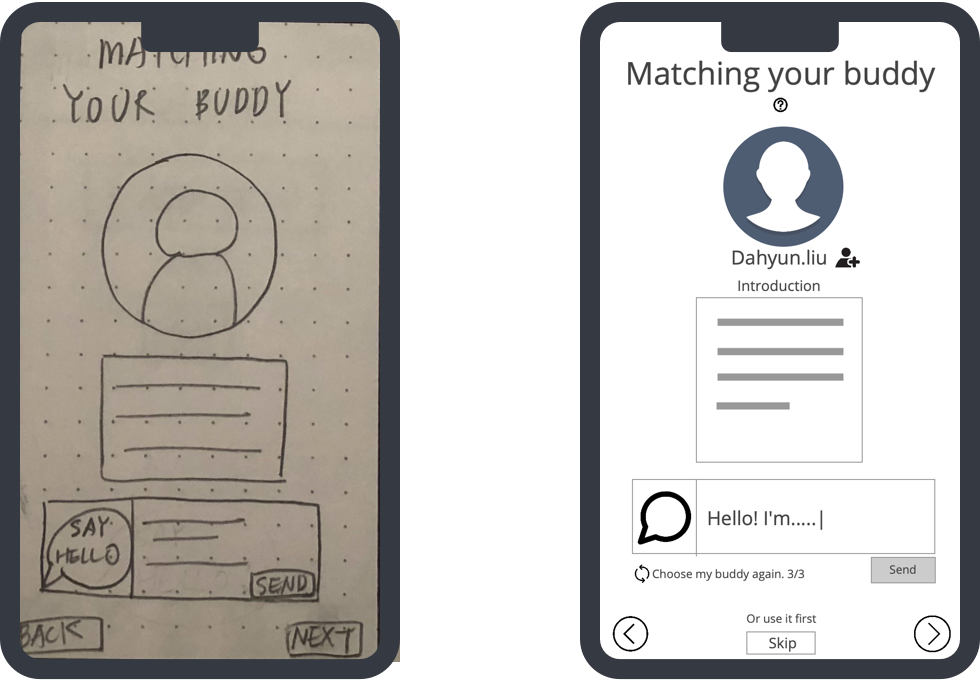 MATCHING
YOUR BUDDY
SAY
HELLO
SEND
BACK
NEXT
Matching your buddy
?
Dahyun.liu
Introduction
Hello! I'm.....|
Choose my buddy again. 3/3
Send
Or use it first
Skip